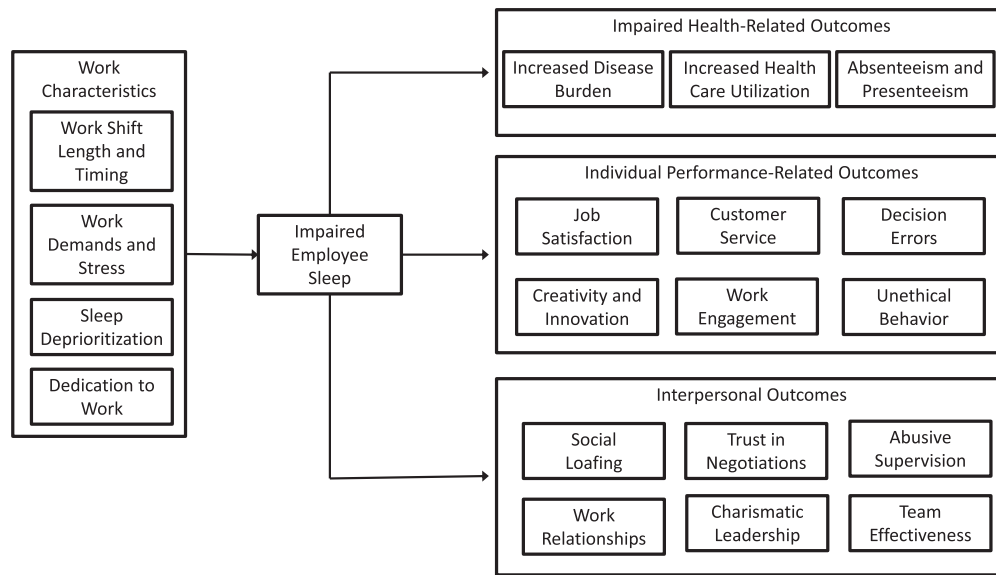 Work
Characteristics
Work Shift
Length and
Timing
Work
Demands and
Stress
Sleep
Deprioritization
Dedication to
Work
Impaired
Employee
Sleep
Impaired Health-Related Outcomes
Increased Disease
Burden
Increased Health
Care Utilization
Absenteeism and
Presenteeism
Individual Performance-Related Outcomes
Job
Satisfaction
Customer
Service
Decision
Errors
Creativity and
Innovation
Work
Engagement
Unethical
Behavior
Interpersonal Outcomes
Social
Loafing
Trust in
Negotiations
Abusive
Supervision
Work
Relationships
Charismatic
Leadership
Team
Effectiveness